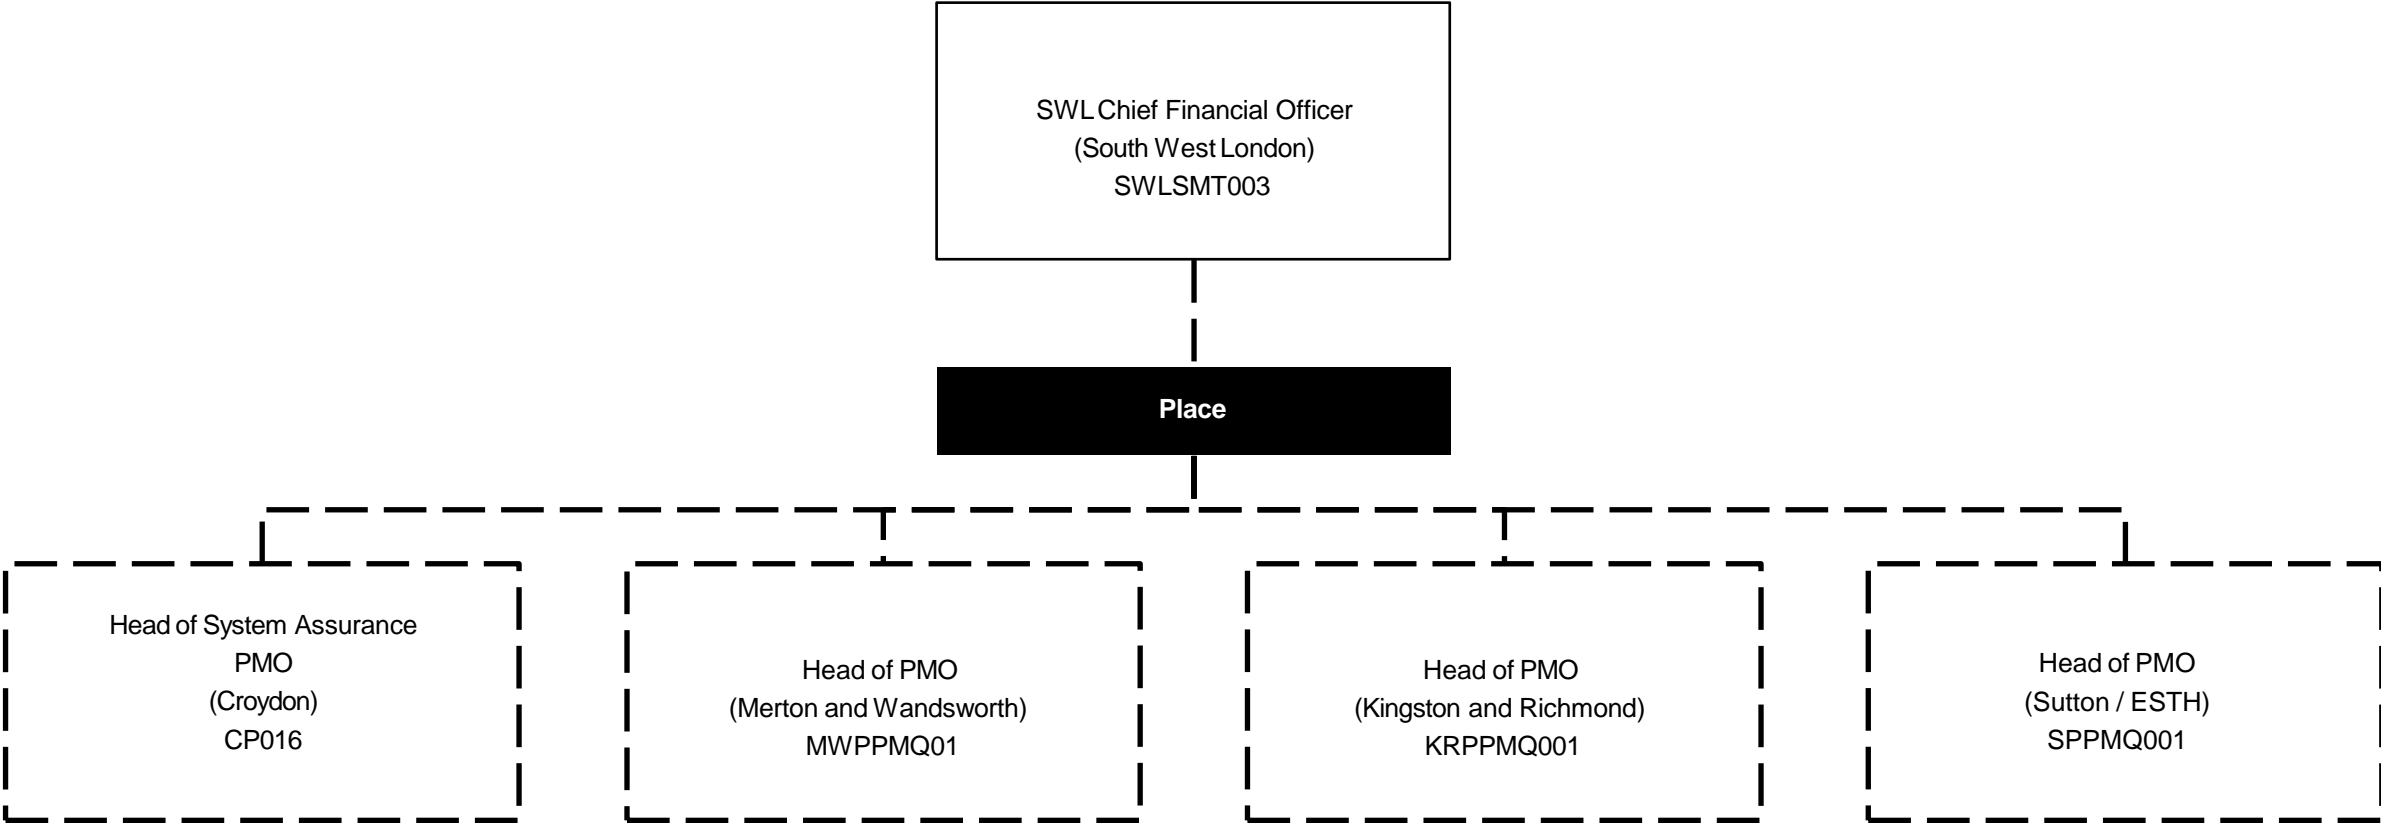 SWL Chief Financial Officer
(South West London)
SWLSMT003
Place
Head of System Assurance
PMO
(Croydon)
CP016
Head of PMO
(Merton and Wandsworth)
MWPPMQ01
Head of PMO
(Kingston and Richmond)
KRPPMQ001
Head of PMO
(Sutton / ESTH)
SPPMQ001